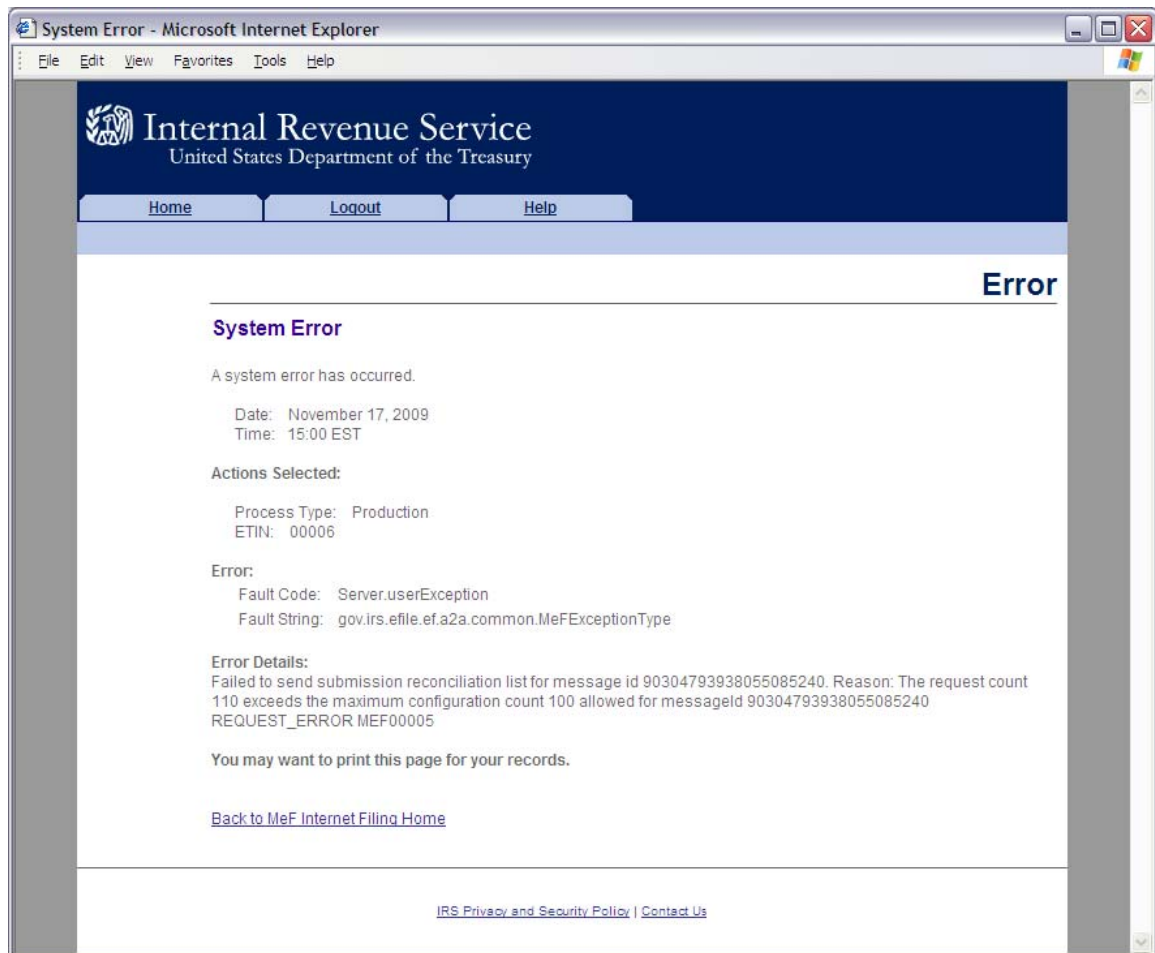 System Error - Microsoft Internet Explorer
File Edit View Favorites Tools Help
Internal Revenue Service
United States Department of the Treasury
Home Logout Help
Error
System Error
A system error has occurred.
Date: November 17, 2009
Time: 15:00 EST
Actions Selected:
Process Type: Production
ETIN: 00006
Error:
Fault Code: Server.userException
Fault String: gov.irs.efile.ef.a2a.common.MeFExceptionType
Error Details:
Failed to send submission reconciliation list for message id 90304793938055085240. Reason: The request count
110 exceeds the maximum configuration count 100 allowed for messageId 90304793938055085240
REQUEST_ERROR MEF00005
You may want to print this page for your records.
Back to MeF Internet Filing Home
IRS Privacy and Security Policy | Contact Us